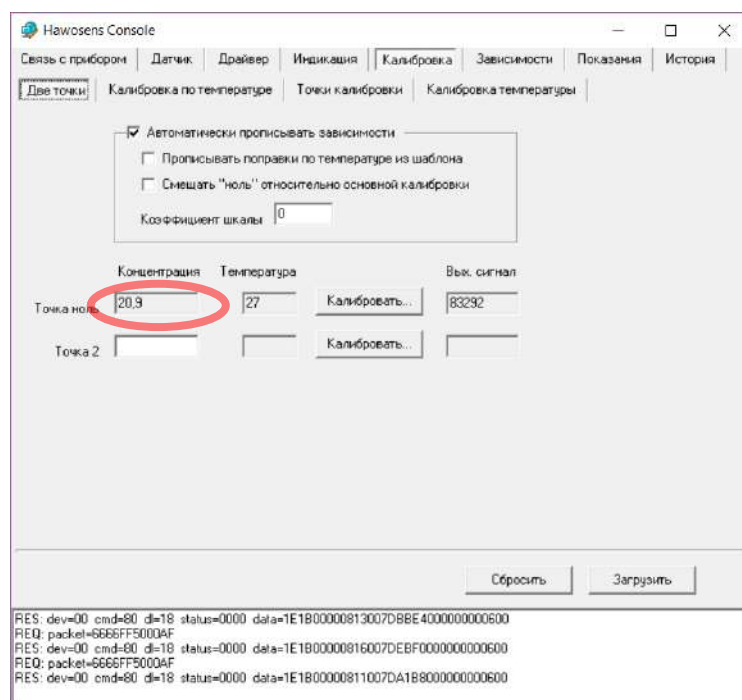 Hawosens Console
Связь с прибором Датчик Драйвер Индикация Калибровка Зависимости Показания История
Две точки Калибровка по температуре Точки калибровки Калибровка температуры
Автоматически прописывать зависимости
Прописывать поправки по температуре из шаблона
Смещать "ноль" относительно основной калибровки
Коэффициент шкалы 0
Концентрация Температура Вых. сигнал
Точка ноль 20,9 27 Калибровать... 83292
Точка 2 Калибровать...
Сбросить Загрузить
RES: dev=00 cmd=80 dl=18 status=0000 data=1E1B00000813007DBBE4000000000600
REQ: packet=6666FF5000AF
RES: dev=00 cmd=80 dl=18 status=0000 data=1E1B00000816007DEBF0000000000600
REQ: packet=6666FF5000AF
RES: dev=00 cmd=80 dl=18 status=0000 data=1E1B00000811007DA1B8000000000600